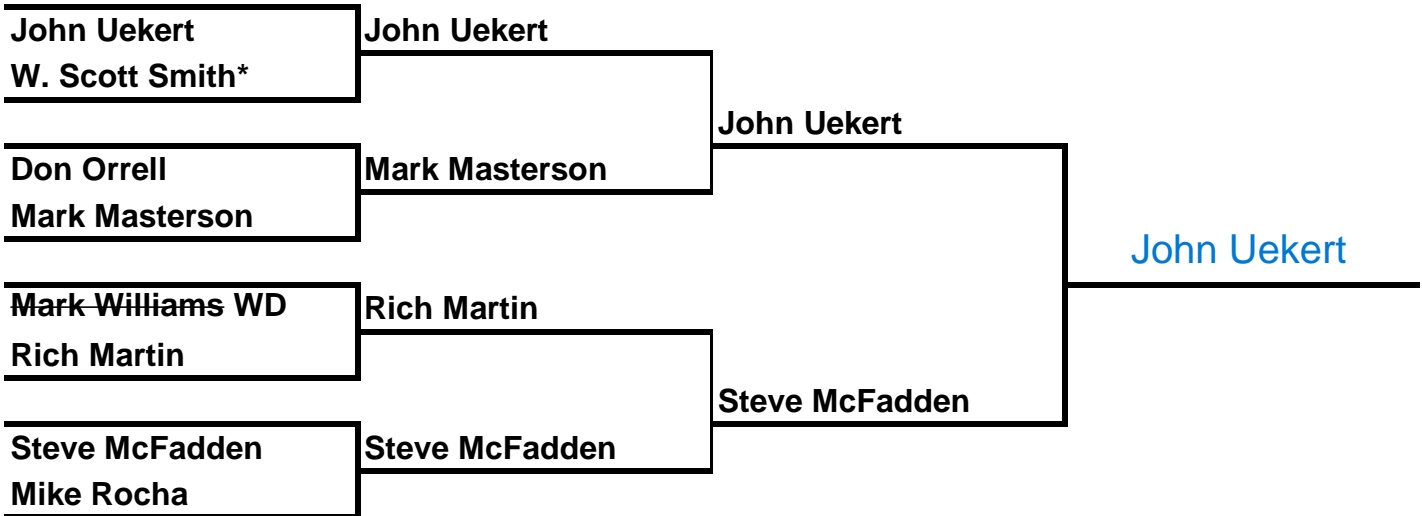 John Uekert
W. Scott Smith*
Don Orrell
Mark Masterson
Mark Williams WD
Rich Martin
Steve McFadden
Mike Rocha
John Uekert
Mark Masterson
Rich Martin
Steve McFadden
John Uekert
Steve McFadden
John Uekert